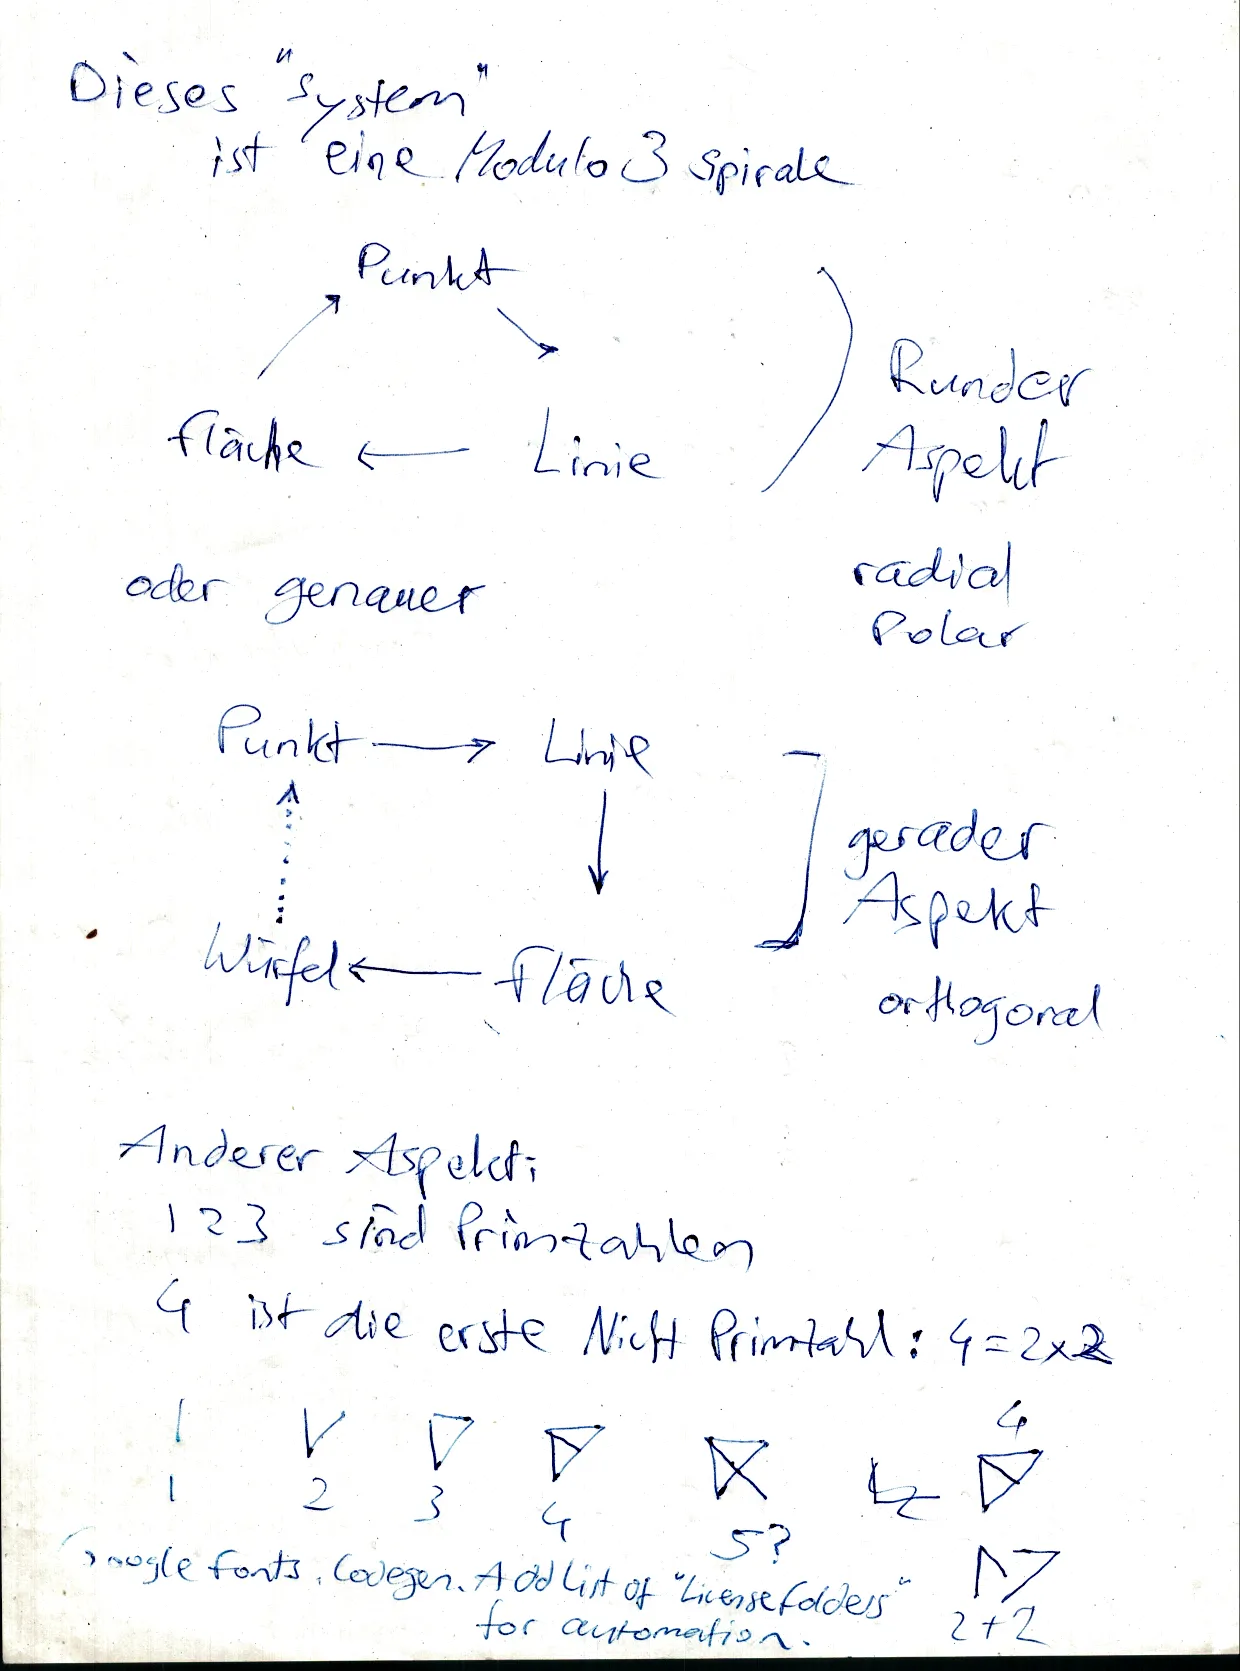 Dieses "System"
ist eine Modulo 3 Spirale
Punkt
Fläche
Linie
Runder
Aspekt
radial
Polar
oder genauer
Punkt
Linie
Würfel
Fläche
gerader
Aspekt
orthogonal
Anderer Aspekt:
1 2 3 sind Primzahlen
4 ist die erste Nicht Primzahl: 4=2x2
1 2 3 4 5?
4
2+2
Google Fonts. Codegen. Add List of "Licensefolders"
for automation.